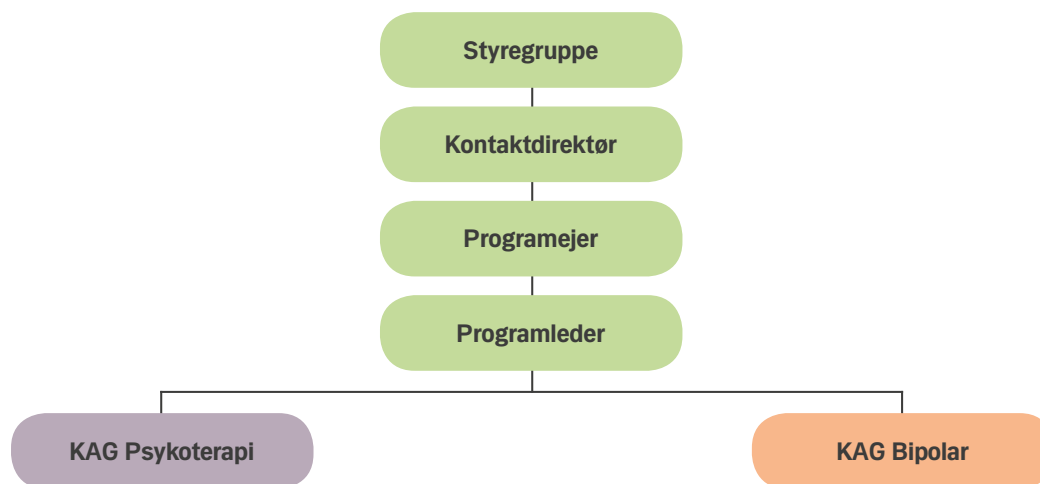 Styregruppe
Kontaktdirektør
Programejer
Programleder
KAG Psykoterapi
KAG Bipolar